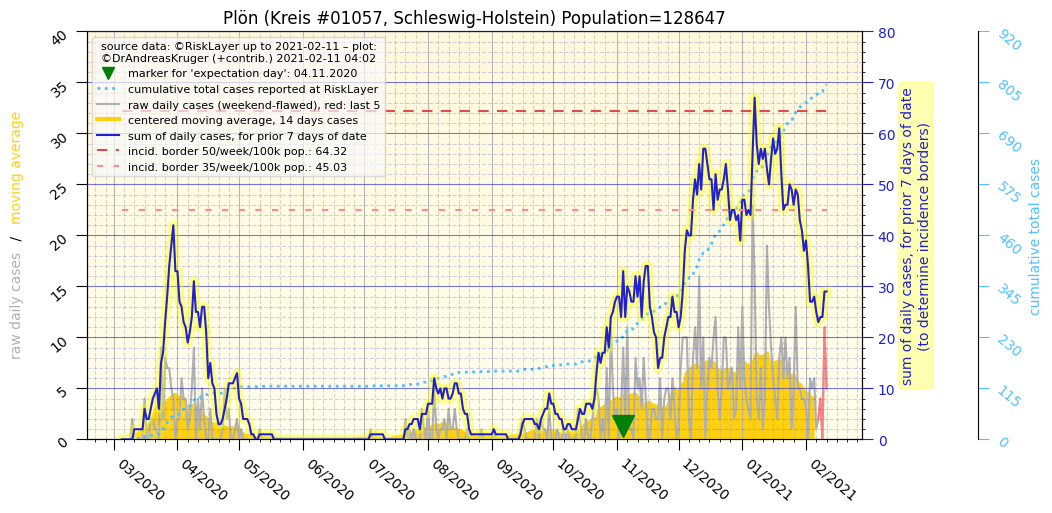 Plön (Kreis #01057, Schleswig-Holstein) Population=128647
source data: ©RiskLayer up to 2021-02-11 – plot:
©DrAndreasKruger (+contrib.) 2021-02-11 04:02
marker for 'expectation day': 04.11.2020
cumulative total cases reported at RiskLayer
raw daily cases (weekend-flawed), red: last 5
centered moving average, 14 days cases
sum of daily cases, for prior 7 days of date
incid. border 50/week/100k pop.: 64.32
incid. border 35/week/100k pop.: 45.03
raw daily cases / moving average
40
35
30
25
20
15
10
5
0
80
70
60
50
40
30
20
10
0
sum of daily cases, for prior 7 days of date
(to determine incidence borders)
920
805
690
575
460
345
230
115
0
cumulative total cases
03/2020
04/2020
05/2020
06/2020
07/2020
08/2020
09/2020
10/2020
11/2020
12/2020
01/2021
02/2021